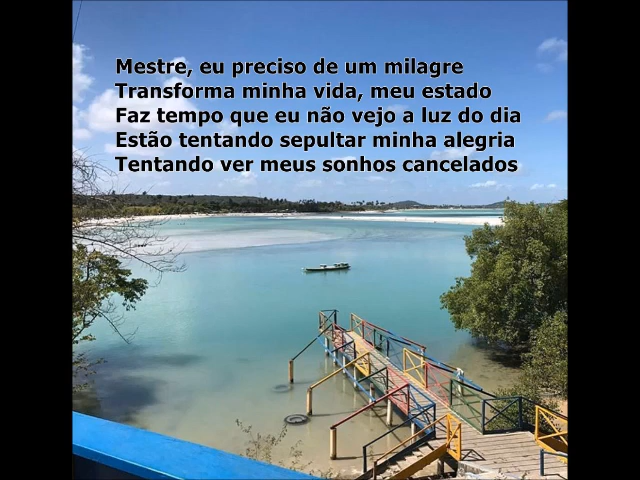 Mestre, eu preciso de um milagre
Transforma minha vida, meu estado
Faz tempo que eu não vejo a luz do dia
Estão tentando sepultar minha alegria
Tentando ver meus sonhos cancelados